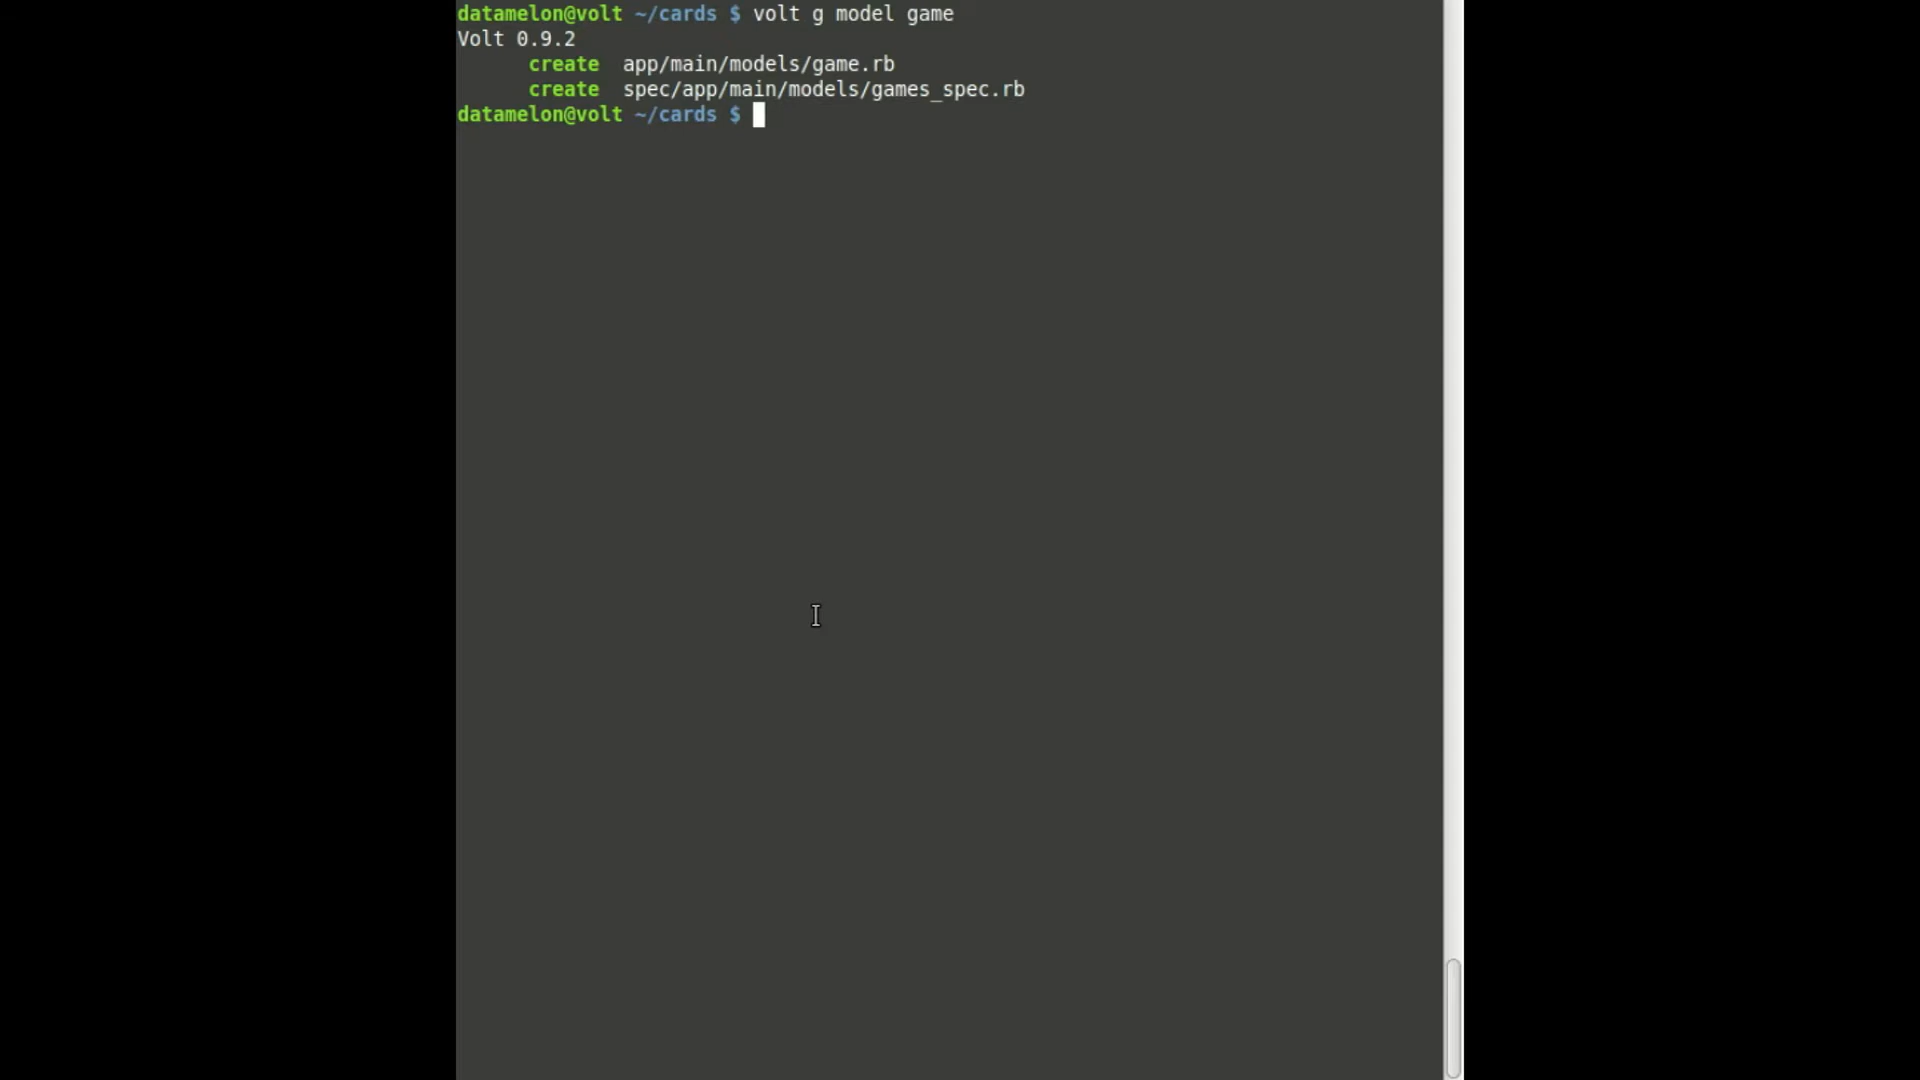 datamelon@volt ~/cards $ volt g model game
Volt 0.9.2
create  app/main/models/game.rb
create  spec/app/main/models/games_spec.rb
datamelon@volt ~/cards $